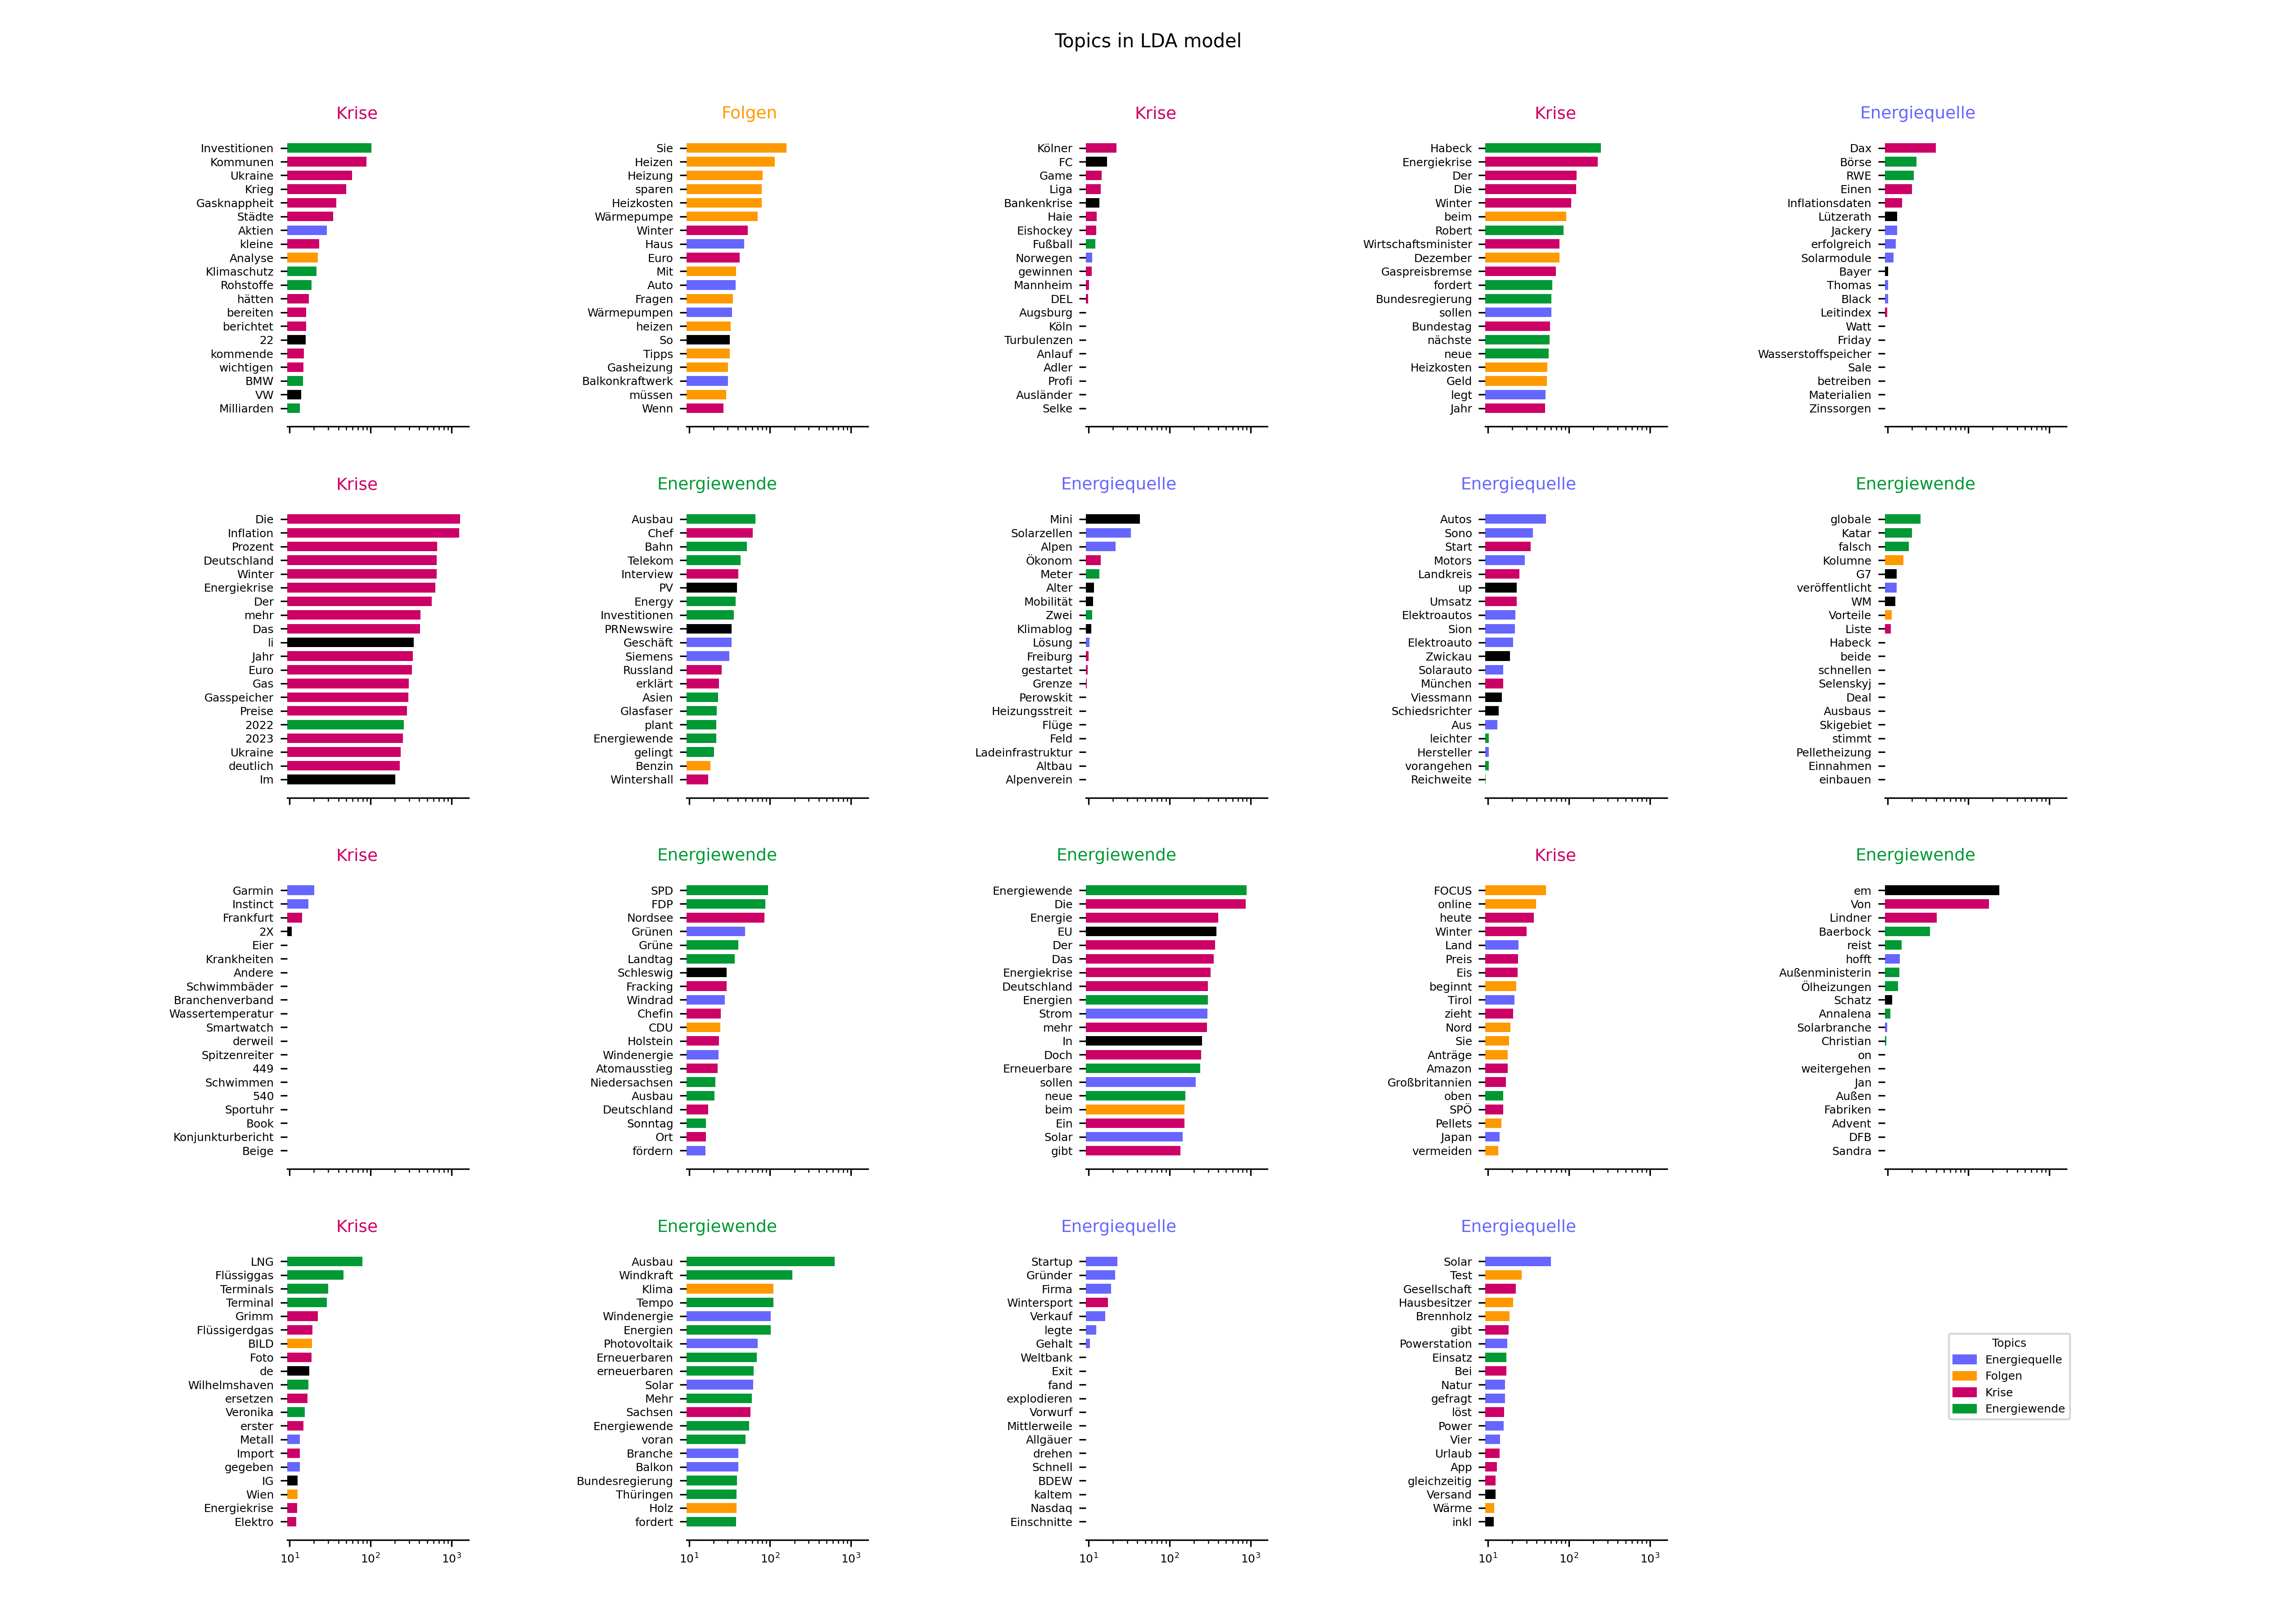 Topics in LDA model
Krise
Investitionen
Kommunen
Ukraine
Krieg
Gasknappheit
Städte
Aktien
kleine
Analyse
Klimaschutz
Rohstoffe
hätten
bereiten
berichtet
22
kommende
wichtigen
BMW
VW
Milliarden
Folgen
Sie
Heizen
Heizung
sparen
Heizkosten
Wärmepumpe
Winter
Haus
Euro
Mit
Auto
Fragen
Wärmepumpen
heizen
So
Tipps
Gasheizung
Balkonkraftwerk
müssen
Wenn
Krise
Kölner
FC
Game
Liga
Bankenkrise
Haie
Eishockey
Fußball
Norwegen
gewinnen
Mannheim
DEL
Augsburg
Köln
Turbulenzen
Anlauf
Adler
Profi
Ausländer
Selke
Krise
Habeck
Energiekrise
Der
Die
Winter
beim
Robert
Wirtschaftsminister
Dezember
Gaspreisbremse
fordert
Bundesregierung
sollen
Bundestag
nächste
neue
Heizkosten
Geld
legt
Jahr
Energiequelle
Dax
Börse
RWE
Einen
Inflationsdaten
Lützerath
Jackery
erfolgreich
Solarmodule
Bayer
Thomas
Black
Leitindex
Watt
Friday
Wasserstoffspeicher
Sale
betreiben
Materialien
Zinssorgen
Krise
Die
Inflation
Prozent
Deutschland
Winter
Energiekrise
Der
mehr
Das
li
Jahr
Euro
Gas
Gasspeicher
Preise
2022
2023
Ukraine
deutlich
Im
Energiewende
Ausbau
Chef
Bahn
Telekom
Interview
PV
Energy
Investitionen
PRNewswire
Geschäft
Siemens
Russland
erklärt
Asien
Glasfaser
plant
Energiewende
gelingt
Benzin
Wintershall
Energiequelle
Mini
Solarzellen
Alpen
Ökonom
Meter
Alter
Mobilität
Zwei
Klimablog
Lösung
Freiburg
gestartet
Grenze
Perowskit
Heizungsstreit
Flüge
Feld
Ladeinfrastruktur
Altbau
Alpenverein
Energiequelle
Autos
Sono
Start
Motors
Landkreis
up
Umsatz
Elektroautos
Sion
Elektroauto
Zwickau
Solarauto
München
Viessmann
Schiedsrichter
Aus
leichter
Hersteller
vorangehen
Reichweite
Energiewende
globale
Katar
falsch
Kolumne
G7
veröffentlicht
WM
Vorteile
Liste
Habeck
beide
schnellen
Selenskyj
Deal
Ausbaus
Skigebiet
stimmt
Pelletheizung
Einnahmen
einbauen
Krise
Garmin
Instinct
Frankfurt
2X
Eier
Krankheiten
Andere
Schwimmbäder
Branchenverband
Wassertemperatur
Smartwatch
derweil
Spitzenreiter
449
Schwimmen
540
Sportuhr
Book
Konjunkturbericht
Beige
Energiewende
SPD
FDP
Nordsee
Grünen
Grüne
Landtag
Schleswig
Fracking
Windrad
Chefin
CDU
Holstein
Windenergie
Atomausstieg
Niedersachsen
Ausbau
Deutschland
Sonntag
Ort
fördern
Energiewende
Energiewende
Die
Energie
EU
Der
Das
Energiekrise
Deutschland
Energien
Strom
mehr
In
Doch
Erneuerbare
sollen
neue
beim
Ein
Solar
gibt
Krise
FOCUS
online
heute
Winter
Land
Preis
Eis
beginnt
Tirol
zieht
Nord
Sie
Anträge
Amazon
Großbritannien
oben
SPÖ
Pellets
Japan
vermeiden
Energiewende
em
Von
Lindner
Baerbock
reist
hofft
Außenministerin
Ölheizungen
Schatz
Annalena
Solarbranche
Christian
on
weitergehen
Jan
Außen
Fabriken
Advent
DFB
Sandra
Krise
LNG
Flüssiggas
Terminals
Terminal
Grimm
Flüssigerdgas
BILD
Foto
de
Wilhelmshaven
ersetzen
Veronika
erster
Metall
Import
gegeben
IG
Wien
Energiekrise
Elektro
10¹ 10² 10³
Energiewende
Ausbau
Windkraft
Klima
Tempo
Windenergie
Energien
Photovoltaik
Erneuerbaren
erneuerbaren
Solar
Mehr
Sachsen
Energiewende
voran
Branche
Balkon
Bundesregierung
Thüringen
Holz
fordert
10¹ 10² 10³
Energiequelle
Startup
Gründer
Firma
Wintersport
Verkauf
legte
Gehalt
Weltbank
Exit
fand
explodieren
Vorwurf
Mittlerweile
Allgäuer
drehen
Schnell
BDEW
kaltem
Nasdaq
Einschnitte
10¹ 10² 10³
Energiequelle
Solar
Test
Gesellschaft
Hausbesitzer
Brennholz
gibt
Powerstation
Einsatz
Bei
Natur
gefragt
löst
Power
Vier
Urlaub
App
gleichzeitig
Versand
Wärme
inkl
10¹ 10² 10³
Topics
Energiequelle
Folgen
Krise
Energiewende